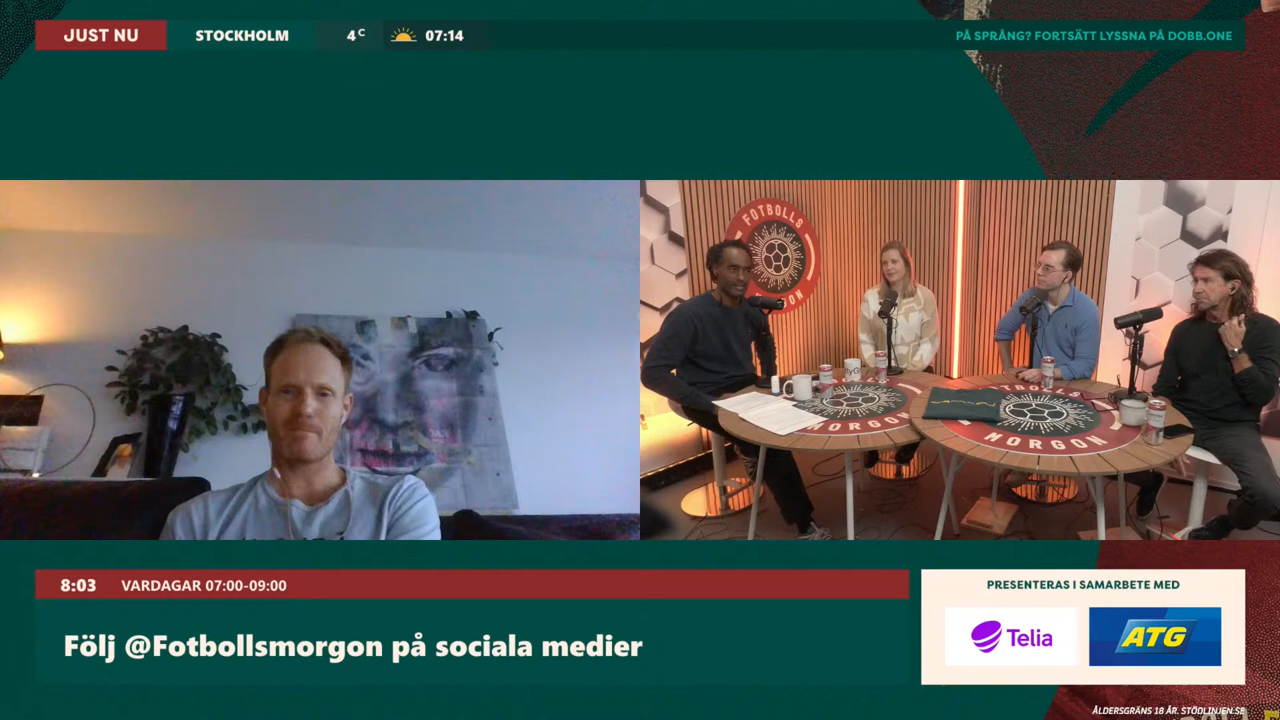 JUST NU
STOCKHOLM
4 C
07:14
PÅ SPRÅNG? FORTSÄTT LYSSNA PÅ DOBB.ONE
FOTBOLLS
MORGON
FOTBOLLS
MORGON
8:03 VARDAGAR 07:00-09:00
Följ @Fotbollsmorgon på sociala medier
PRESENTERAS I SAMARBETE MED
Telia
ATG
ÅLDERSGRÄNS 18 ÅR. STÖDLINJEN.SE